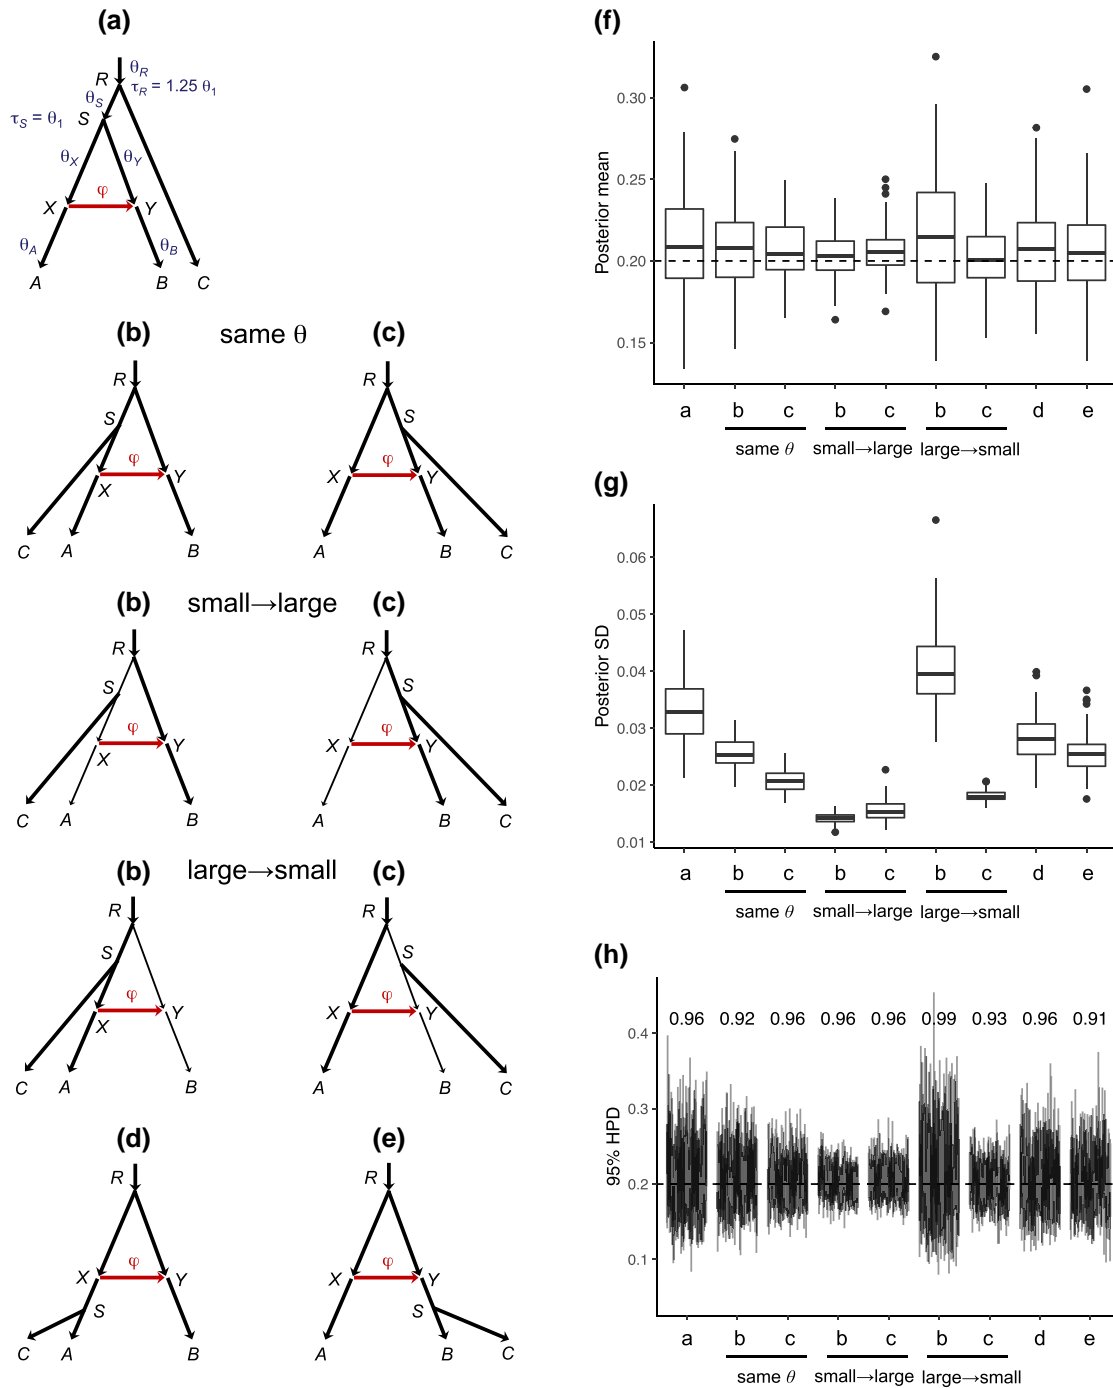 (a)
R
θR
τR = 1.25 θ1
θS
τS = θ1
S
θX
θY
φ
X
Y
θA
θB
A
B
C
(b)
same θ
(c)
R
S
φ
X
Y
C
A
B
R
S
φ
X
Y
A
B
C
(b)
small→large
(c)
R
S
φ
X
Y
C
A
B
R
S
φ
X
Y
A
B
C
(b)
large→small
(c)
R
S
φ
X
Y
C
A
B
R
S
φ
X
Y
A
B
C
(d)
(e)
R
φ
X
Y
S
C
A
B
R
φ
X
Y
S
A
B
C
(f)
Posterior mean
0.30
0.25
0.20
0.15
a b c b c b c d e
same θ small→large large→small
(g)
Posterior SD
0.06
0.05
0.04
0.03
0.02
0.01
a b c b c b c d e
same θ small→large large→small
(h)
95% HPD
0.96 0.92 0.96 0.96 0.96 0.99 0.93 0.96 0.91
0.4
0.3
0.2
0.1
a b c b c b c d e
same θ small→large large→small